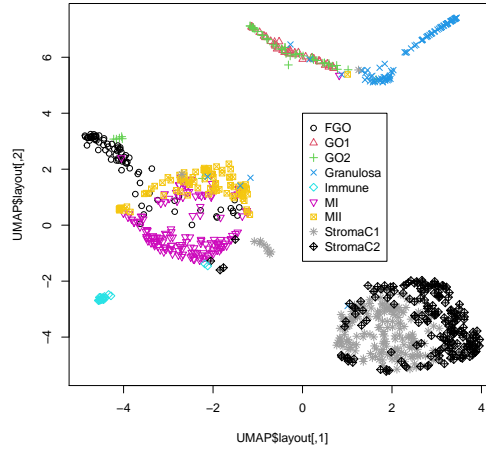 UMAP$layout[,2]
6
4
2
0
−2
−4
FGO
GO1
GO2
Granulosa
Immune
MI
MII
StromaC1
StromaC2
−4
−2
0
2
4
UMAP$layout[,1]